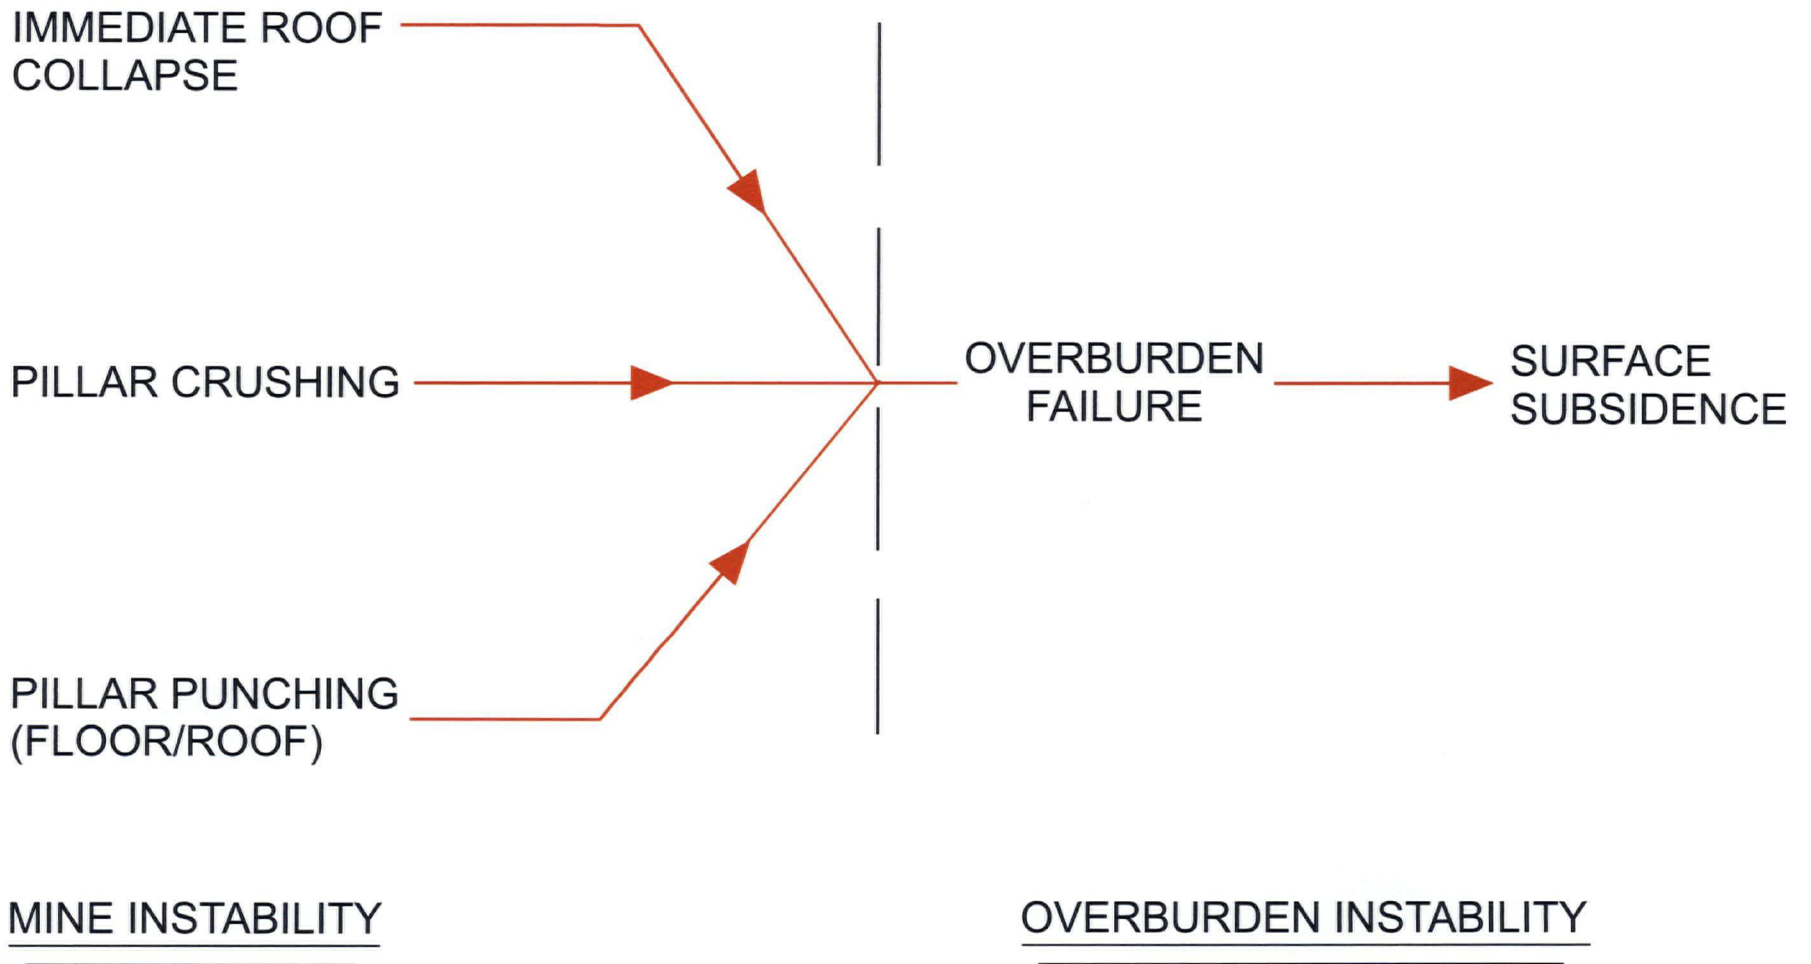 IMMEDIATE ROOF
COLLAPSE
PILLAR CRUSHING
OVERBURDEN
FAILURE
SURFACE
SUBSIDENCE
PILLAR PUNCHING
(FLOOR/ROOF)
MINE INSTABILITY
OVERBURDEN INSTABILITY